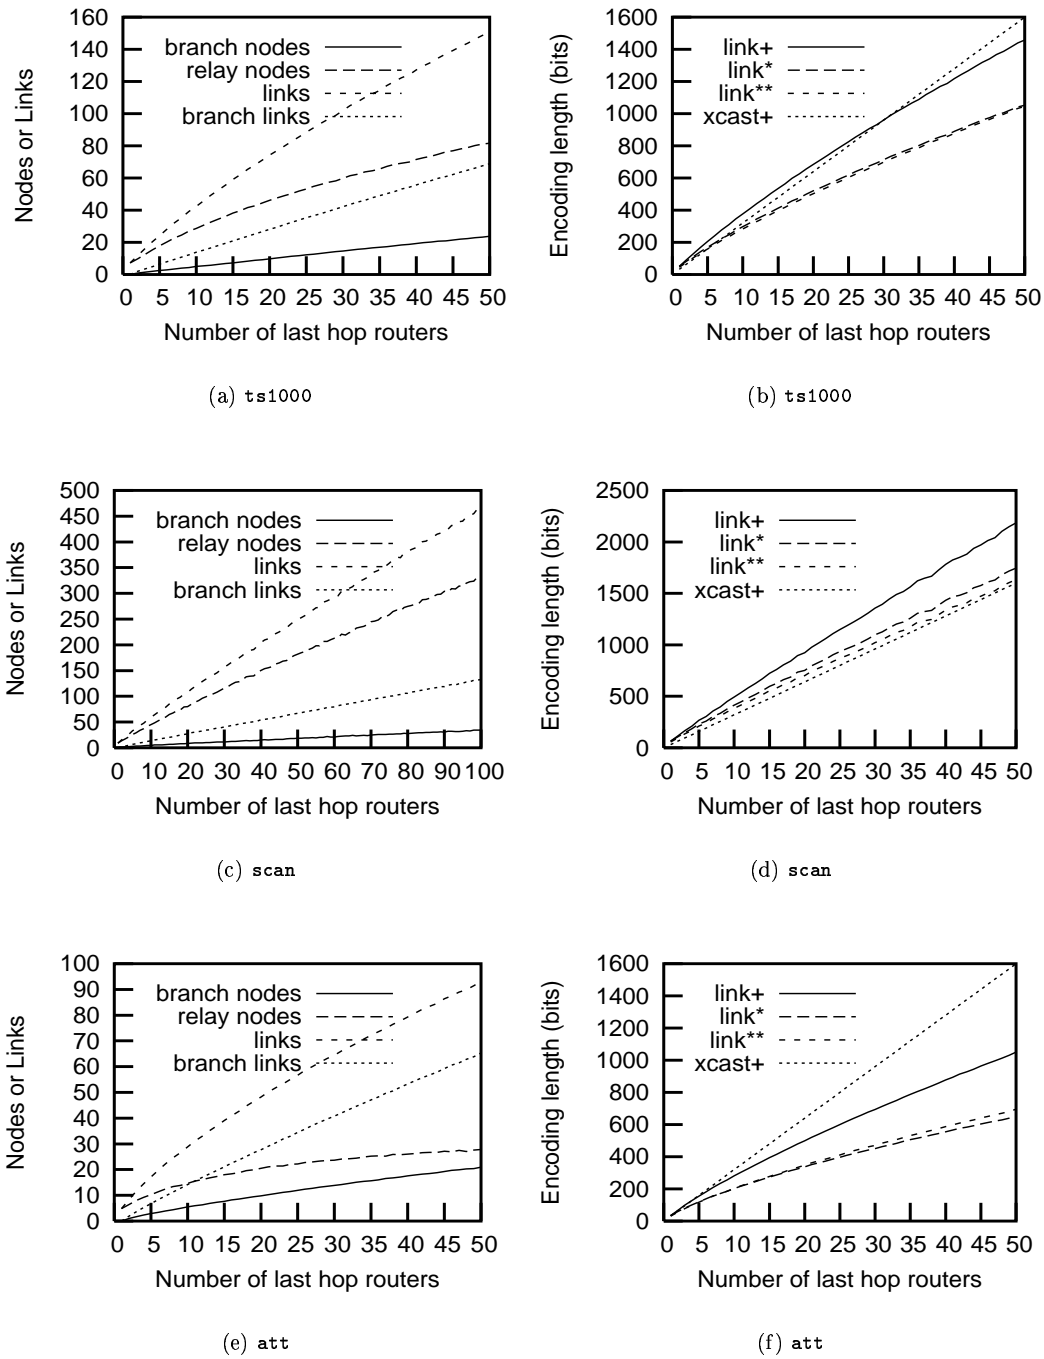 160
140
120
100
80
60
40
20
0
Nodes or Links
branch nodes
relay nodes
links
branch links
0 5 10 15 20 25 30 35 40 45 50
Number of last hop routers
(a) ts1000
1600
1400
1200
1000
800
600
400
200
0
Encoding length (bits)
link+
link*
link**
xcast+
0 5 10 15 20 25 30 35 40 45 50
Number of last hop routers
(b) ts1000
500
450
400
350
300
250
200
150
100
50
0
Nodes or Links
branch nodes
relay nodes
links
branch links
0 10 20 30 40 50 60 70 80 90 100
Number of last hop routers
(c) scan
2500
2000
1500
1000
500
0
Encoding length (bits)
link+
link*
link**
xcast+
0 5 10 15 20 25 30 35 40 45 50
Number of last hop routers
(d) scan
100
90
80
70
60
50
40
30
20
10
0
Nodes or Links
branch nodes
relay nodes
links
branch links
0 5 10 15 20 25 30 35 40 45 50
Number of last hop routers
(e) att
1600
1400
1200
1000
800
600
400
200
0
Encoding length (bits)
link+
link*
link**
xcast+
0 5 10 15 20 25 30 35 40 45 50
Number of last hop routers
(f) att